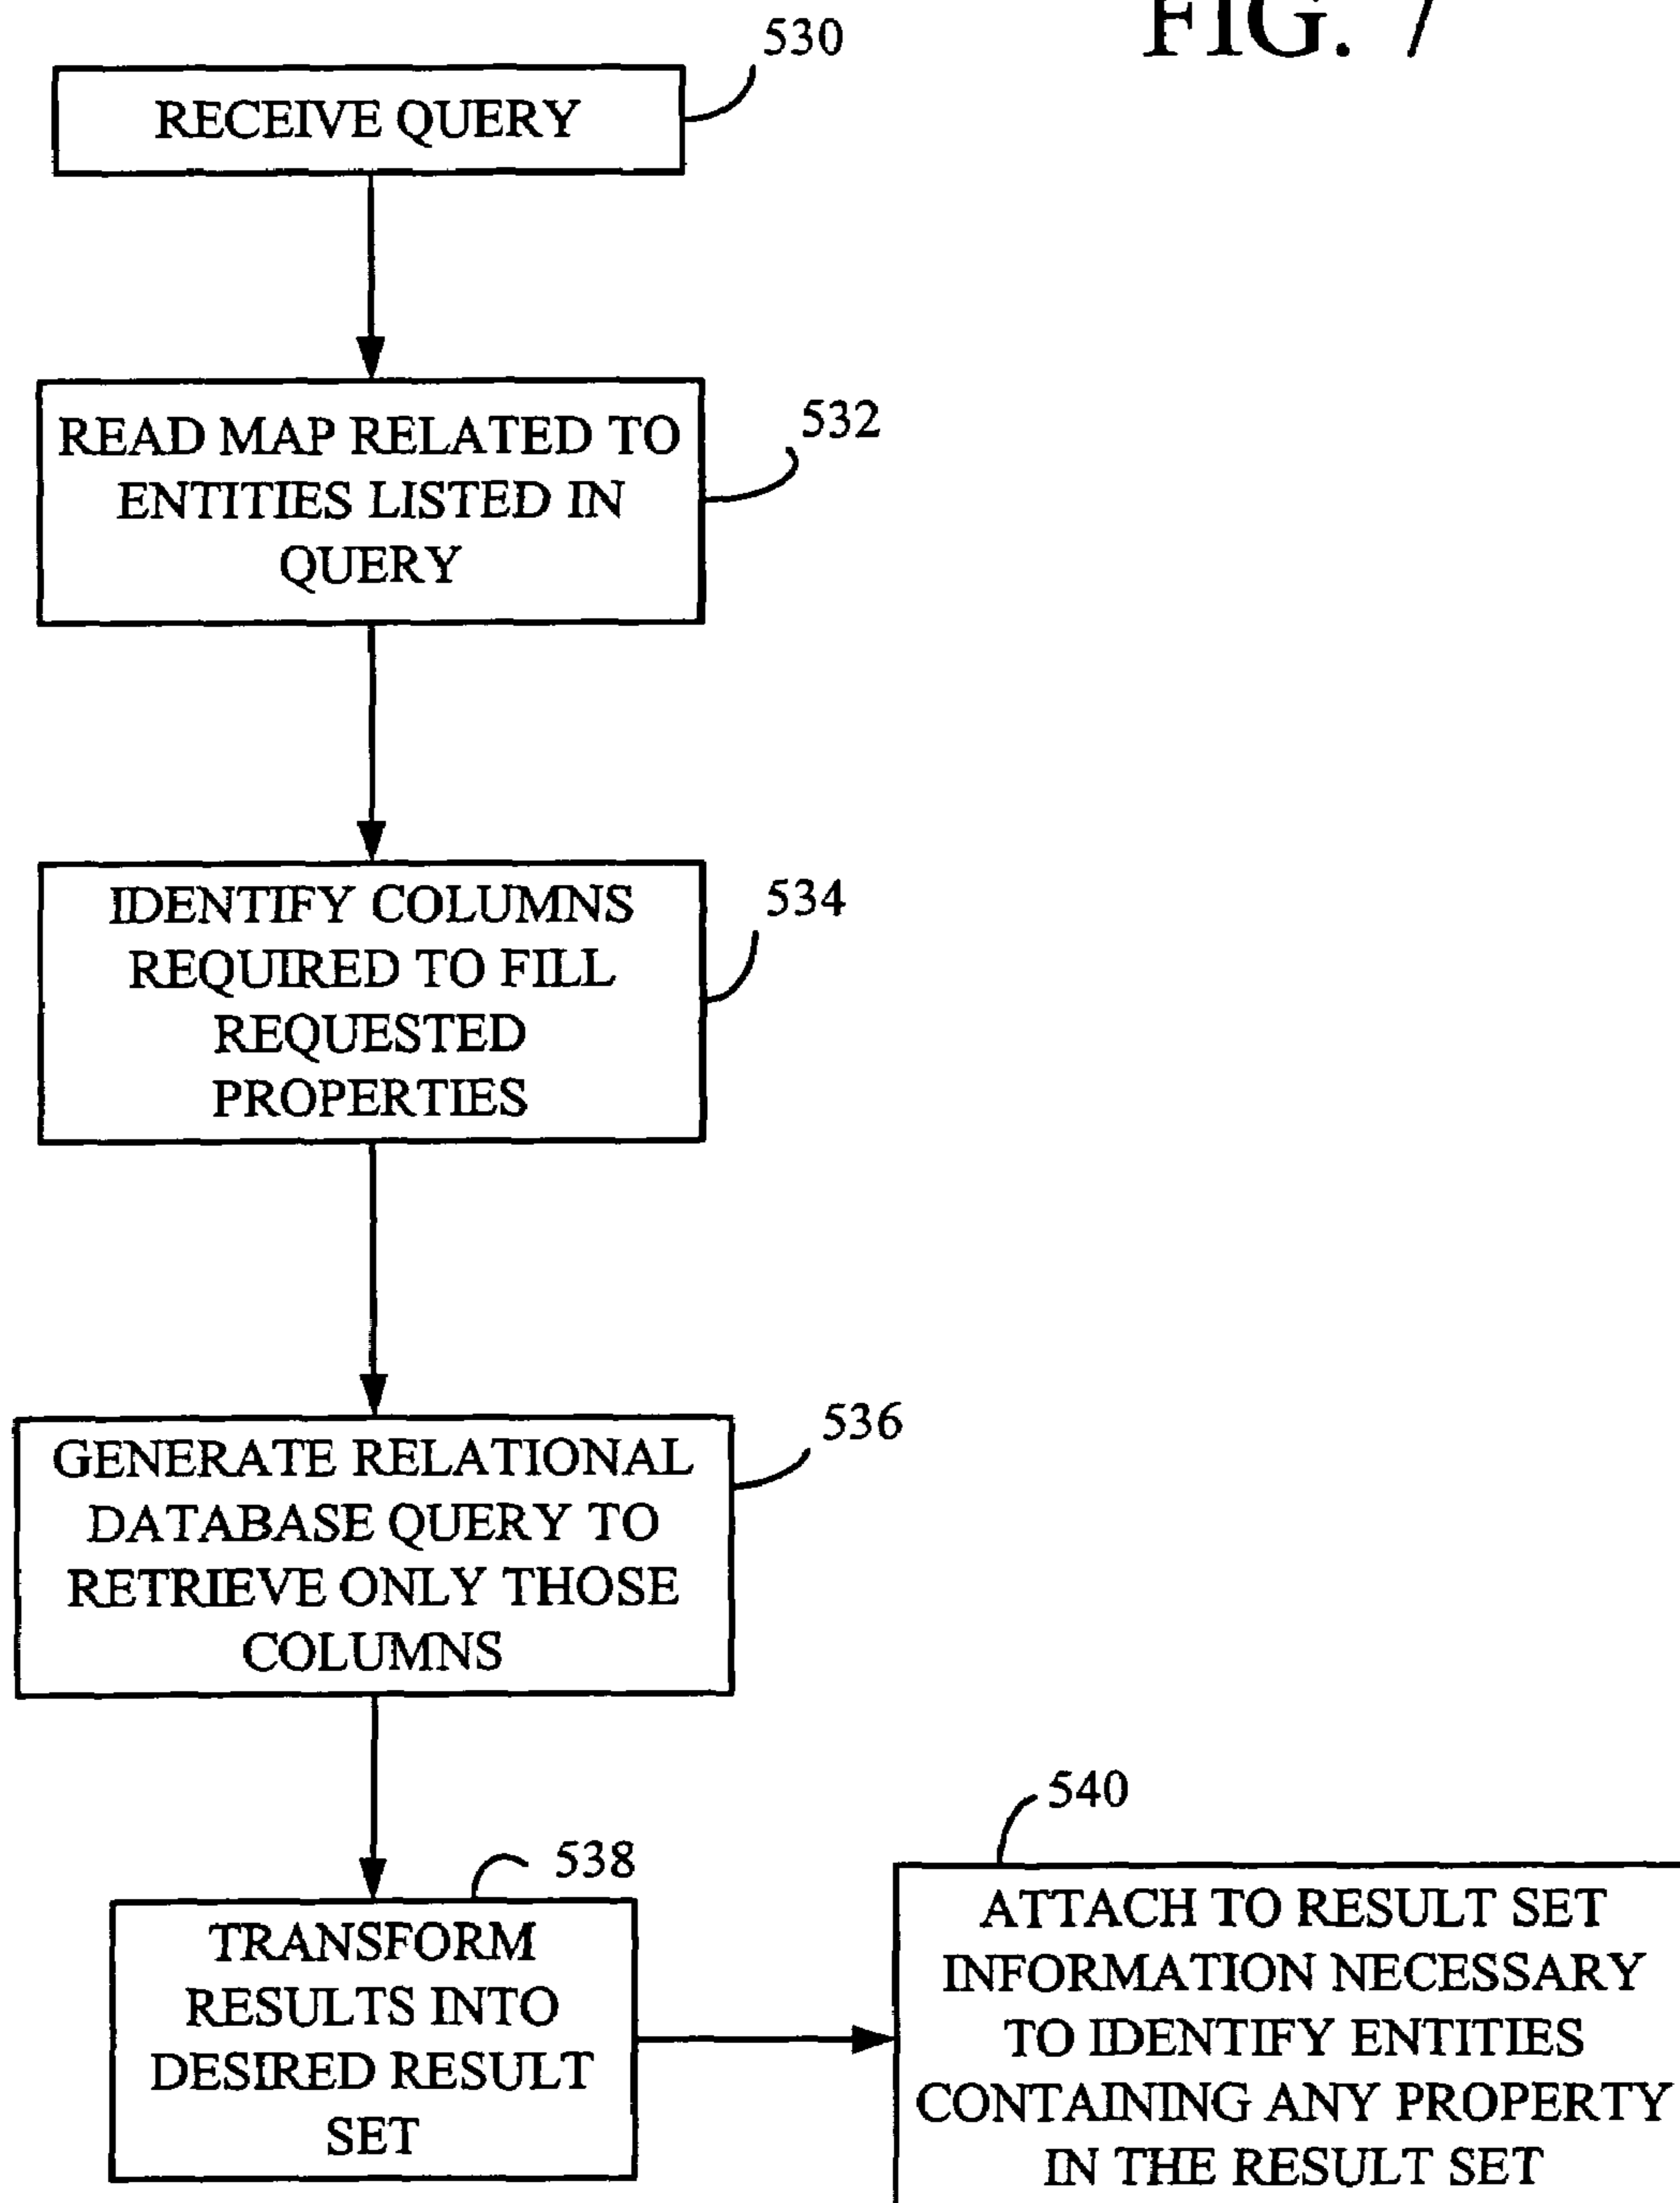 FIG. 7
530
RECEIVE QUERY
532
READ MAP RELATED TO
ENTITIES LISTED IN
QUERY
534
IDENTIFY COLUMNS
REQUIRED TO FILL
REQUESTED
PROPERTIES
536
GENERATE RELATIONAL
DATABASE QUERY TO
RETRIEVE ONLY THOSE
COLUMNS
538
TRANSFORM
RESULTS INTO
DESIRED RESULT
SET
540
ATTACH TO RESULT SET
INFORMATION NECESSARY
TO IDENTIFY ENTITIES
CONTAINING ANY PROPERTY
IN THE RESULT SET